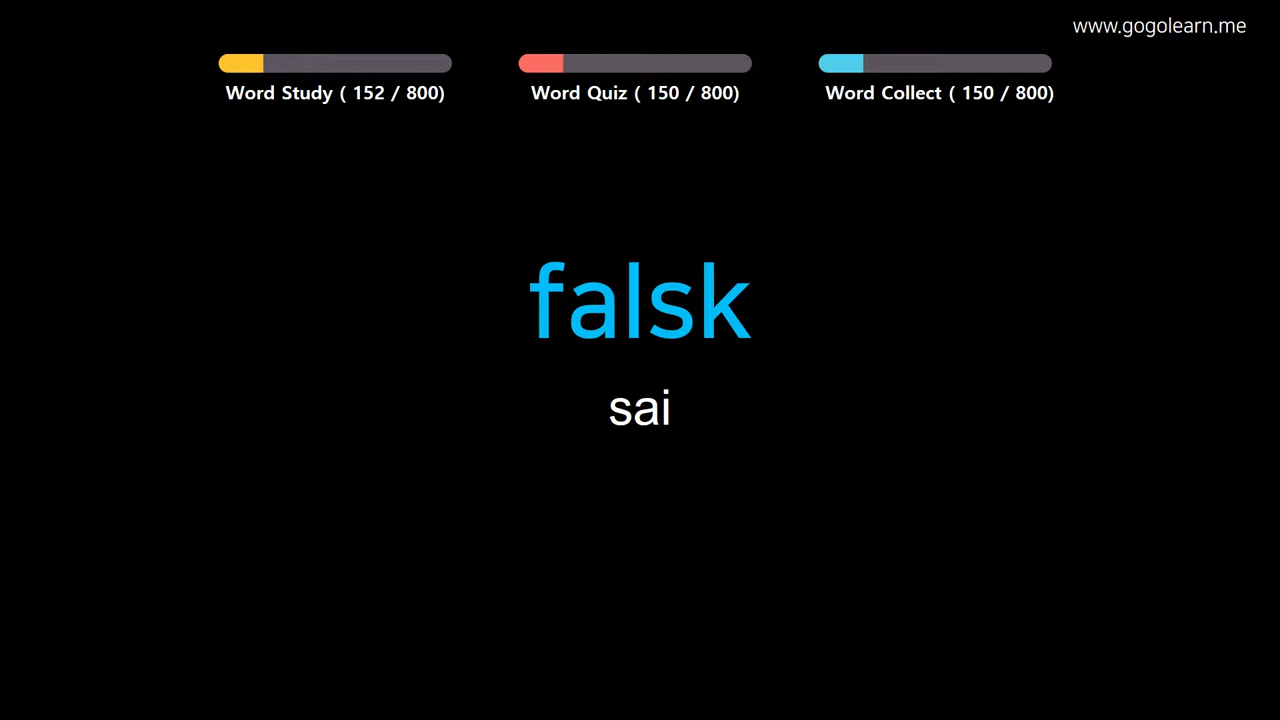 www.gogolearn.me
Word Study ( 152 / 800)
Word Quiz ( 150 / 800)
Word Collect ( 150 / 800)
falsk
sai